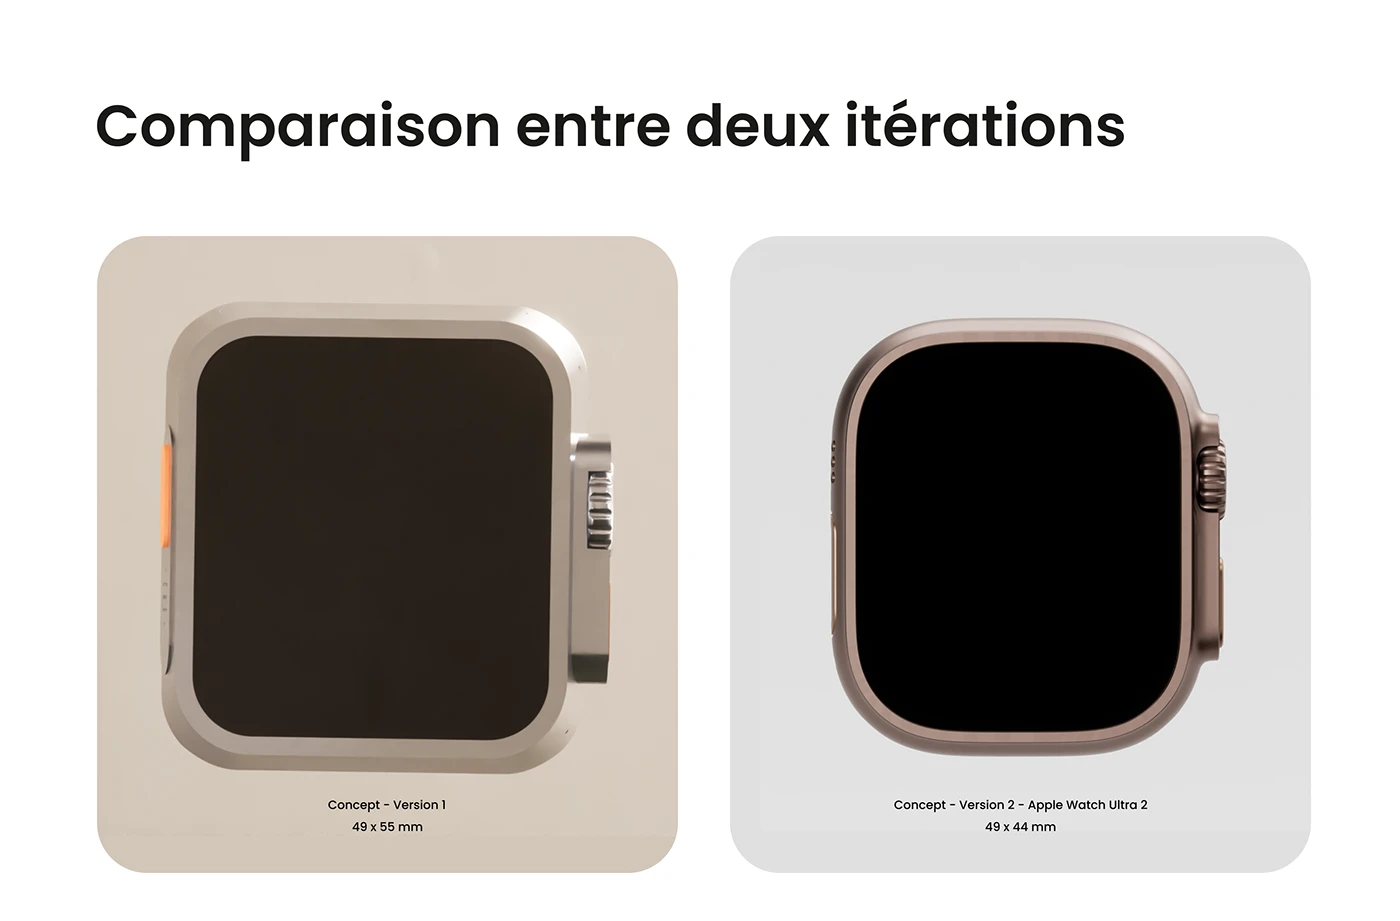 Comparaison entre deux itérations
Concept - Version 1
49 x 55 mm
Concept - Version 2 - Apple Watch Ultra 2
49 x 44 mm